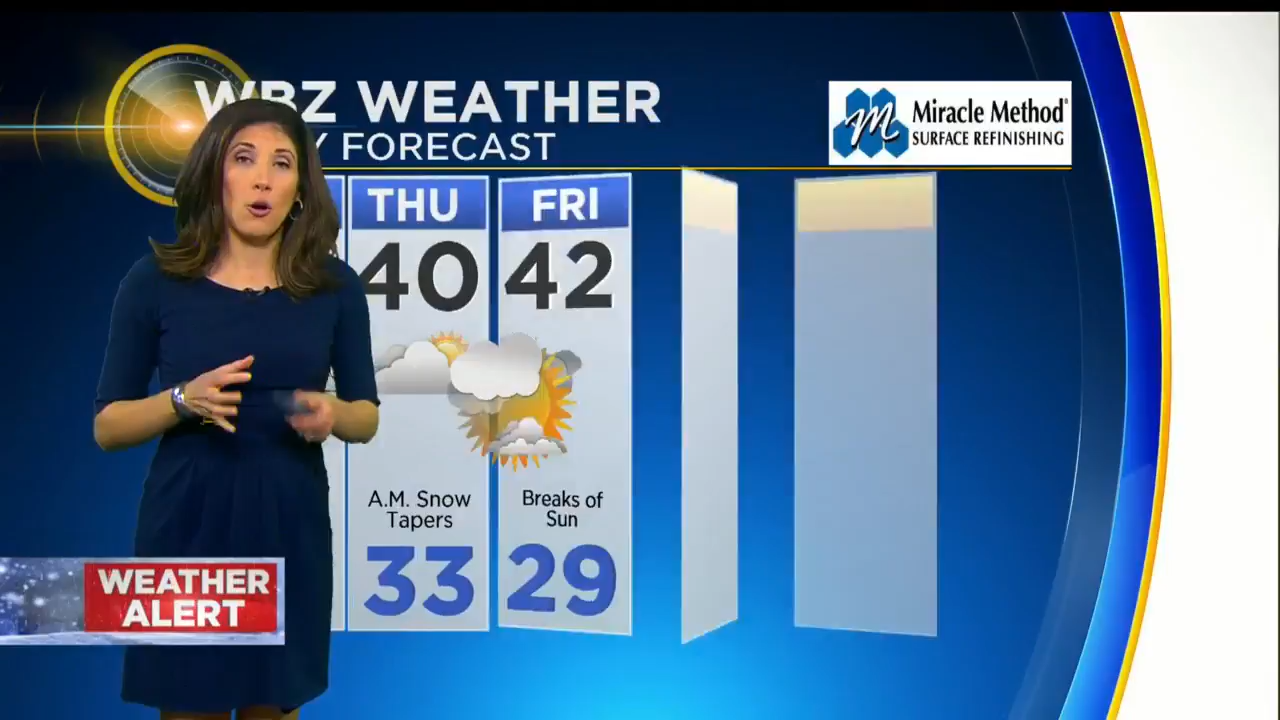 WBZ WEATHER
FORECAST
Miracle Method®
SURFACE REFINISHING
THU
40
A.M. Snow
Tapers
33
FRI
42
Breaks of
Sun
29
WEATHER
ALERT